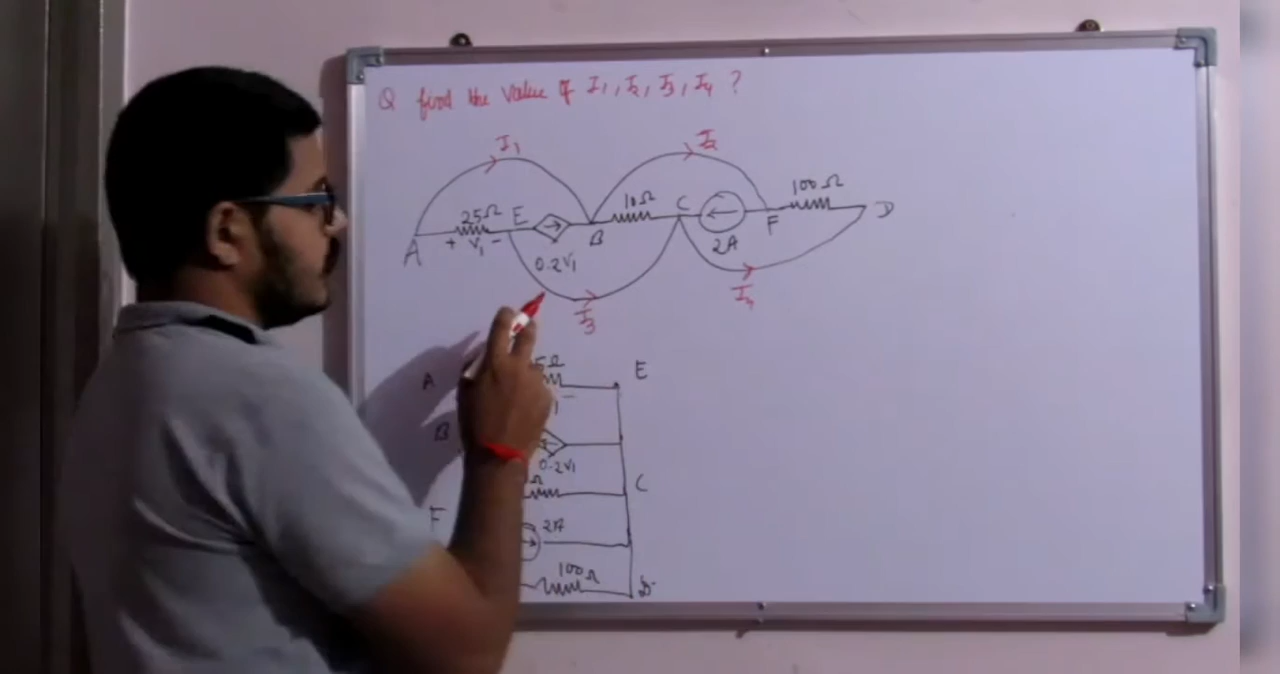 Q find the value of I1, I2, I3, I4 ?
I1
I2
25Ω
E
10Ω
C
100Ω
A
+ V1 -
B
F
D
0.2V1
2A
I3
I4
A
E
B
0.2V1
C
F
2A
100Ω
D